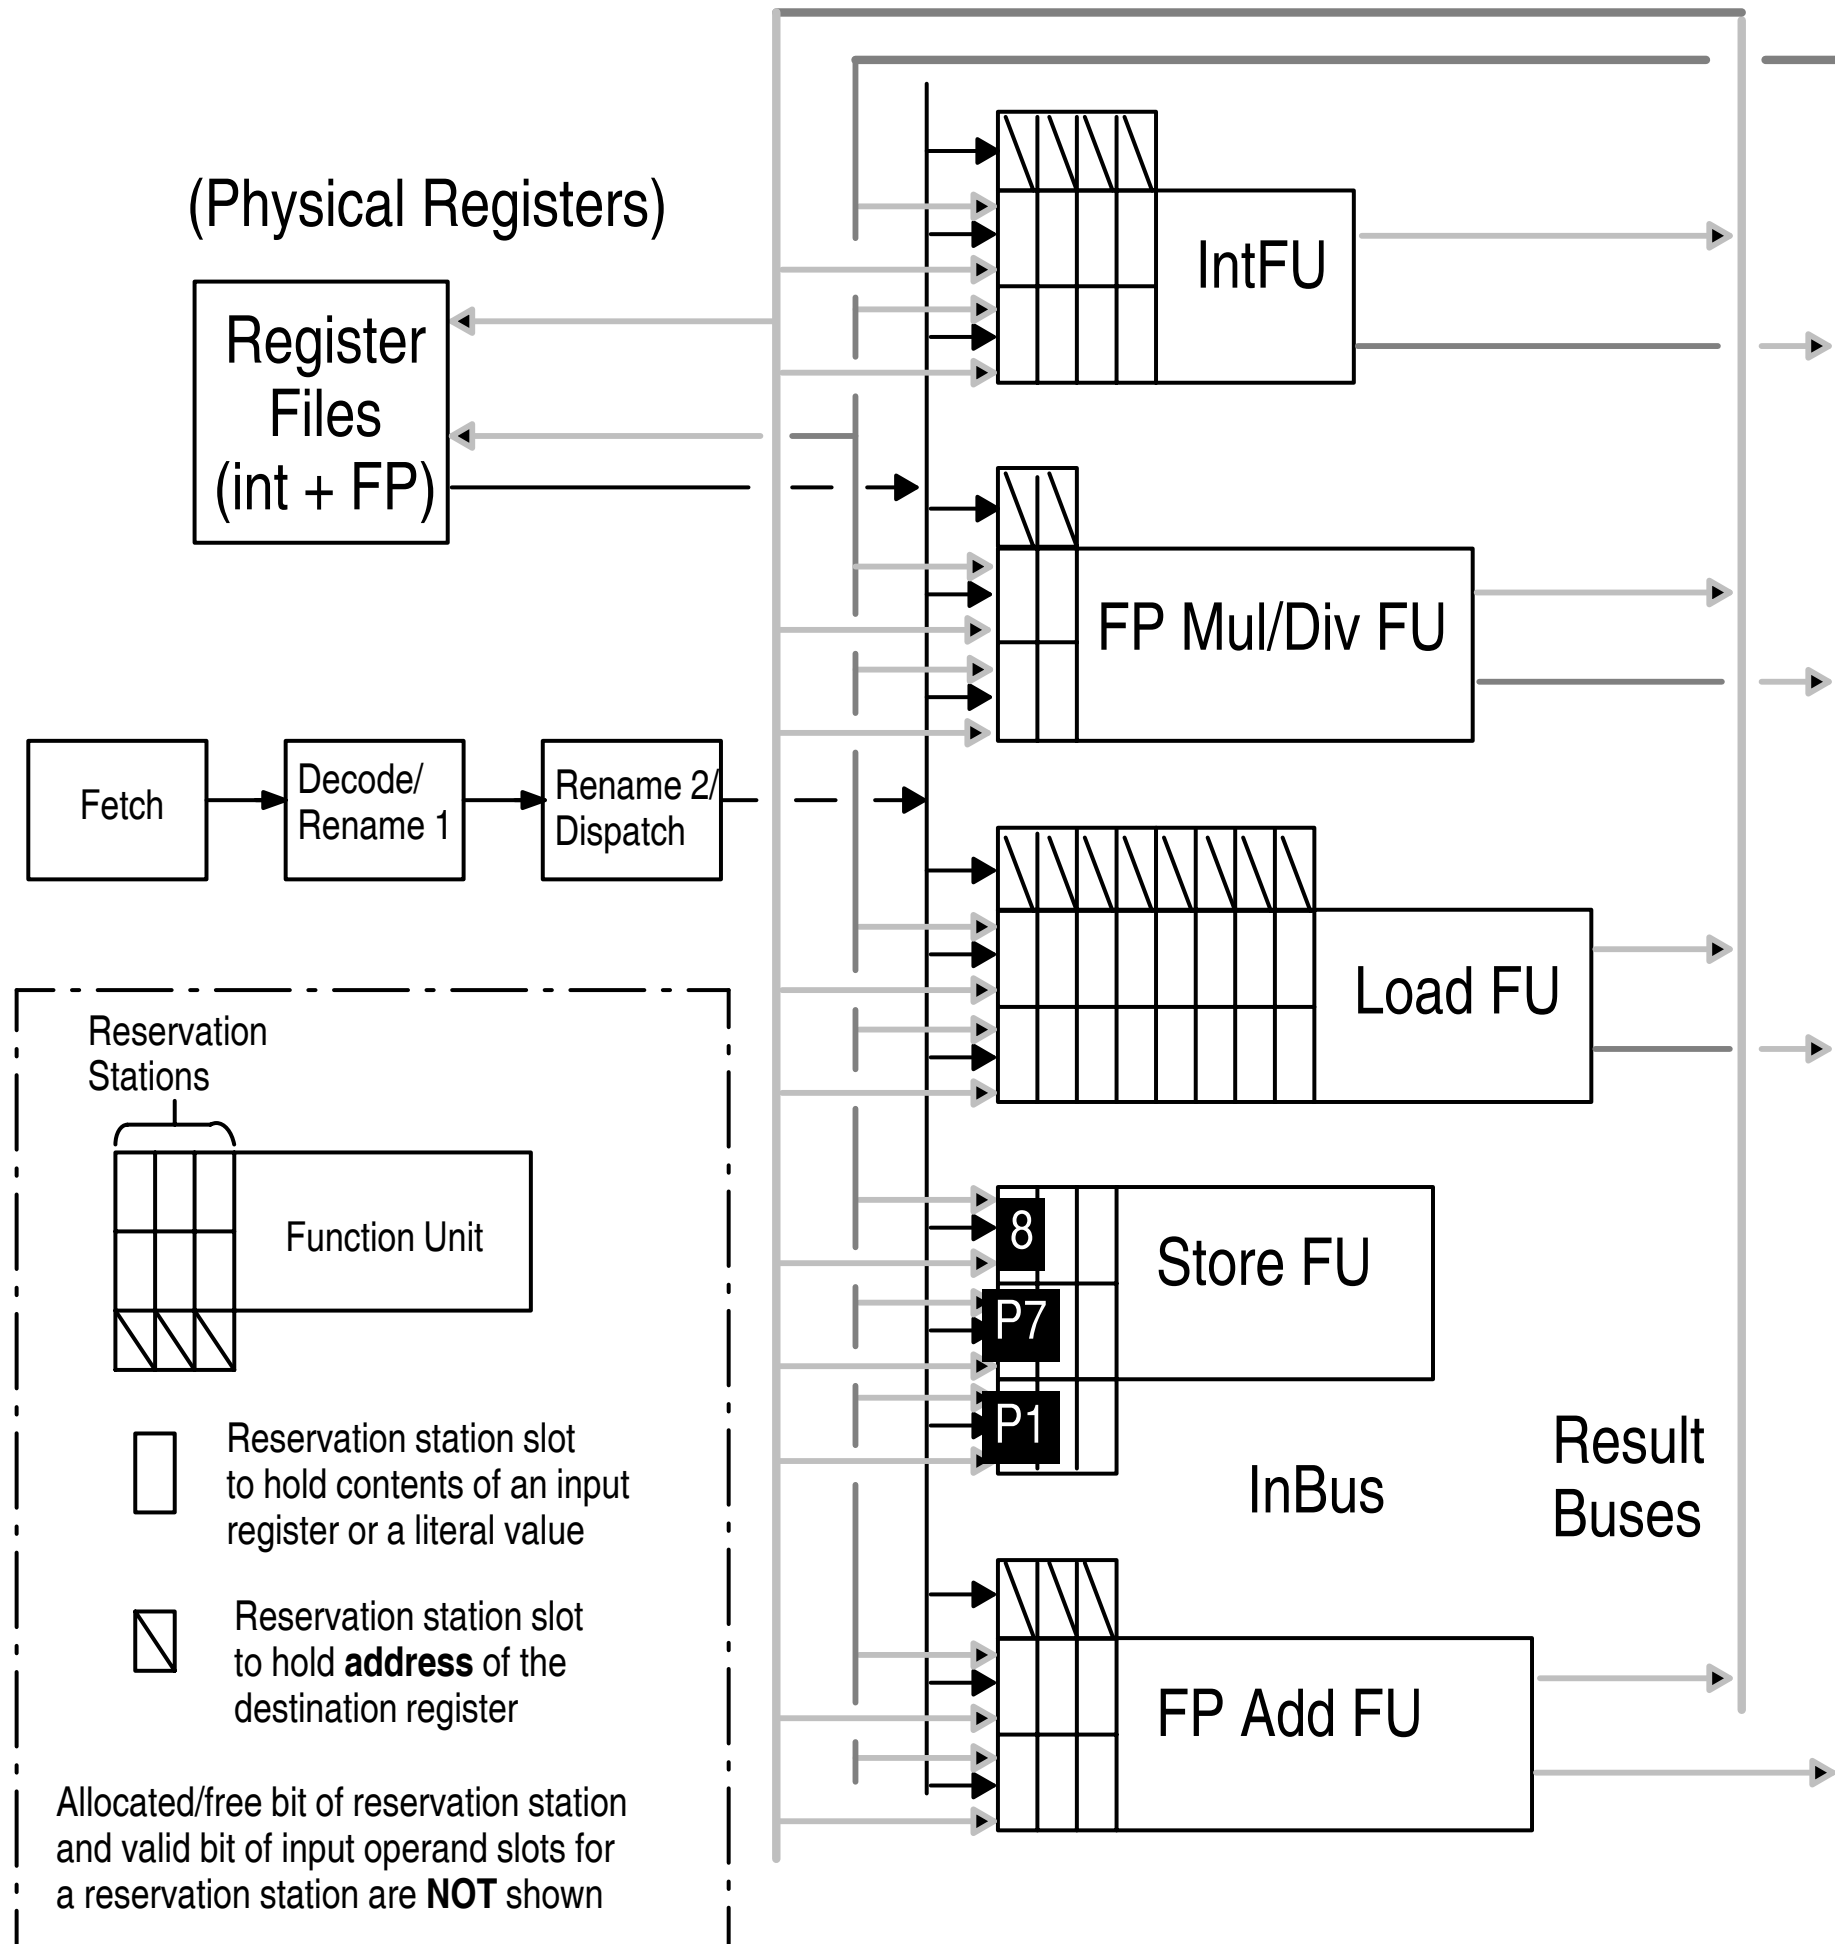 (Physical Registers)
Register
Files
(int + FP)
IntFU
FP Mul/Div FU
Fetch
Decode/
Rename 1
Rename 2/
Dispatch
Load FU
Reservation
Stations
Function Unit
8
P7
P1
Store FU
Reservation station slot
to hold contents of an input
register or a literal value
InBus
Result
Buses
Reservation station slot
to hold address of the
destination register
FP Add FU
Allocated/free bit of reservation station
and valid bit of input operand slots for
a reservation station are NOT shown